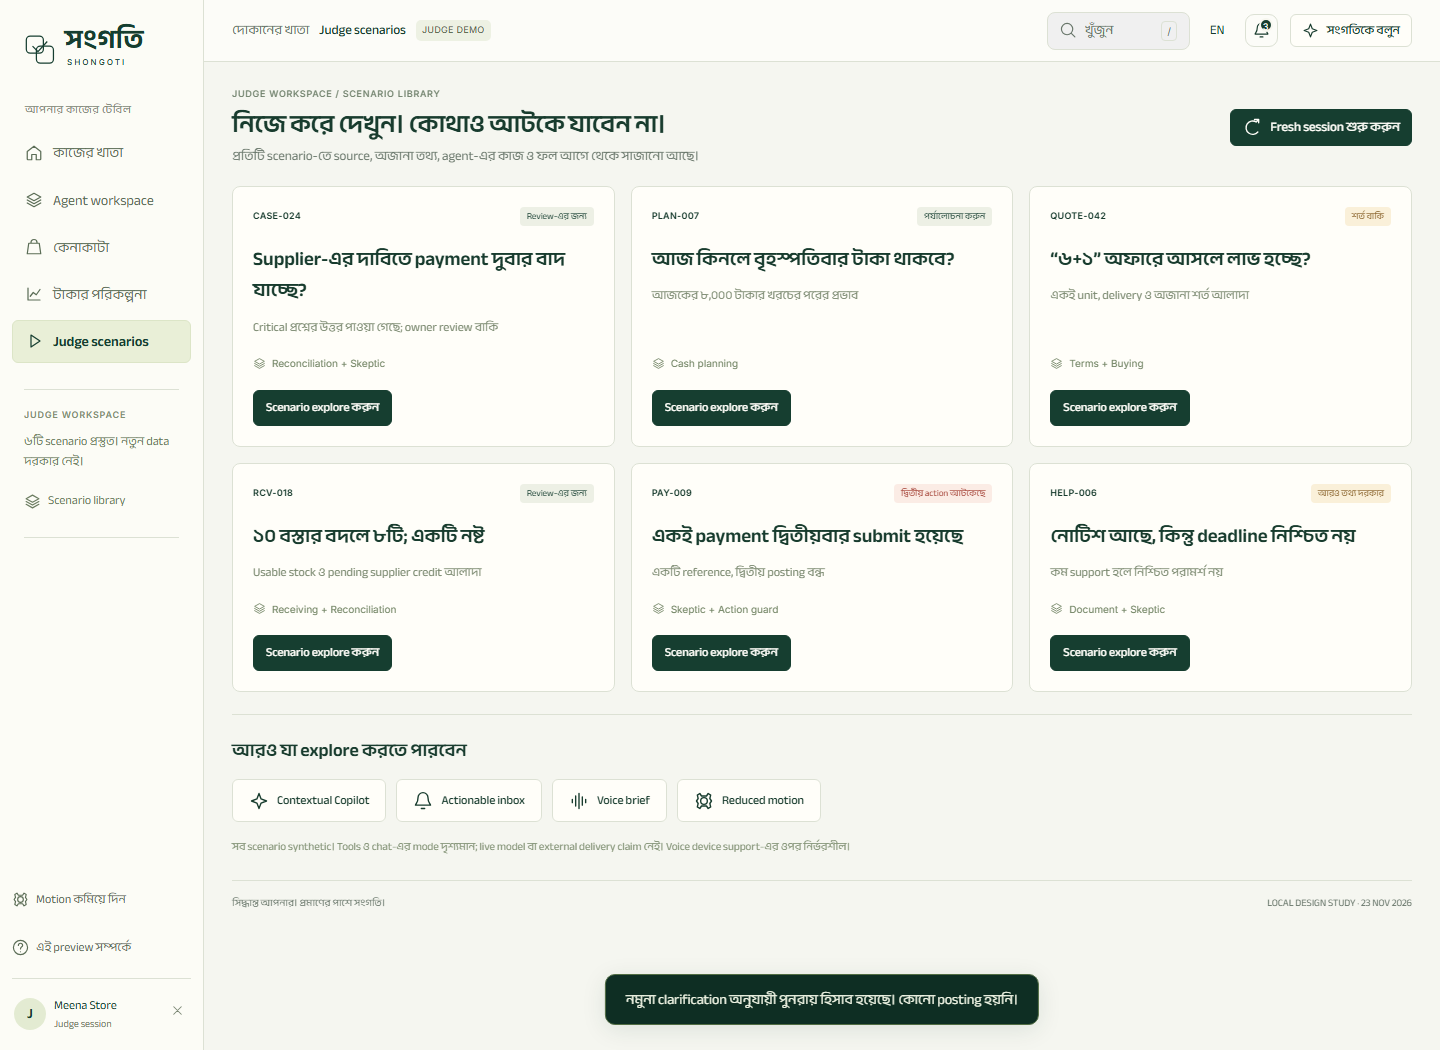 সংগতি
SHONGOTI
আপনার কাজের টেবিল
কাজের খাতা
Agent workspace
কেনাকাটা
টাকার পরিকল্পনা
Judge scenarios
JUDGE WORKSPACE
৬টি scenario প্রস্তুত। নতুন data
দরকার নেই।
Scenario library
Motion কমিয়ে দিন
এই preview সম্পর্কে
J
Meena Store
Judge session
দোকানের খাতা Judge scenarios JUDGE DEMO
খুঁজুন /
EN
3
সংগতিকে বলুন
JUDGE WORKSPACE / SCENARIO LIBRARY
নিজে করে দেখুন। কোথাও আটকে যাবেন না।
প্রতিটি scenario-তে source, অজানা তথ্য, agent-এর কাজ ও ফল আগে থেকে সাজানো আছে।
Fresh session শুরু করুন
CASE-024 Review-এর জন্য
Supplier-এর দাবিতে payment দুবার বাদ
যাচ্ছে?
Critical প্রশ্নের উত্তর পাওয়া গেছে; owner review বাকি
Reconciliation + Skeptic
Scenario explore করুন
PLAN-007 পর্যালোচনা করুন
আজ কিনলে বৃহস্পতিবার টাকা থাকবে?
আজকের ৮,০০০ টাকার খরচের পরের প্রভাব
Cash planning
Scenario explore করুন
QUOTE-042 শর্ত বাকি
“৬+১” অফারে আসলে লাভ হচ্ছে?
একই unit, delivery ও অজানা শর্ত আলাদা
Terms + Buying
Scenario explore করুন
RCV-018 Review-এর জন্য
১০ বস্তার বদলে ৮টি; একটি নষ্ট
Usable stock ও pending supplier credit আলাদা
Receiving + Reconciliation
Scenario explore করুন
PAY-009 দ্বিতীয় action আটকেছে
একই payment দ্বিতীয়বার submit হয়েছে
একটি reference, দ্বিতীয় posting বন্ধ
Skeptic + Action guard
Scenario explore করুন
HELP-006 আরও তথ্য দরকার
নোটিশ আছে, কিন্তু deadline নিশ্চিত নয়
কম support হলে নিশ্চিত পরামর্শ নয়
Document + Skeptic
Scenario explore করুন
আরও যা explore করতে পারবেন
Contextual Copilot
Actionable inbox
Voice brief
Reduced motion
সব scenario synthetic। Tools ও chat-এর mode দৃশ্যমান; live model বা external delivery claim নেই। Voice device support-এর ওপর নির্ভরশীল।
সিদ্ধান্ত আপনার। প্রমাণের পাশে সংগতি।
LOCAL DESIGN STUDY · 23 NOV 2026
নমুনা clarification অনুযায়ী পুনরায় হিসাব হয়েছে। কোনো posting হয়নি।